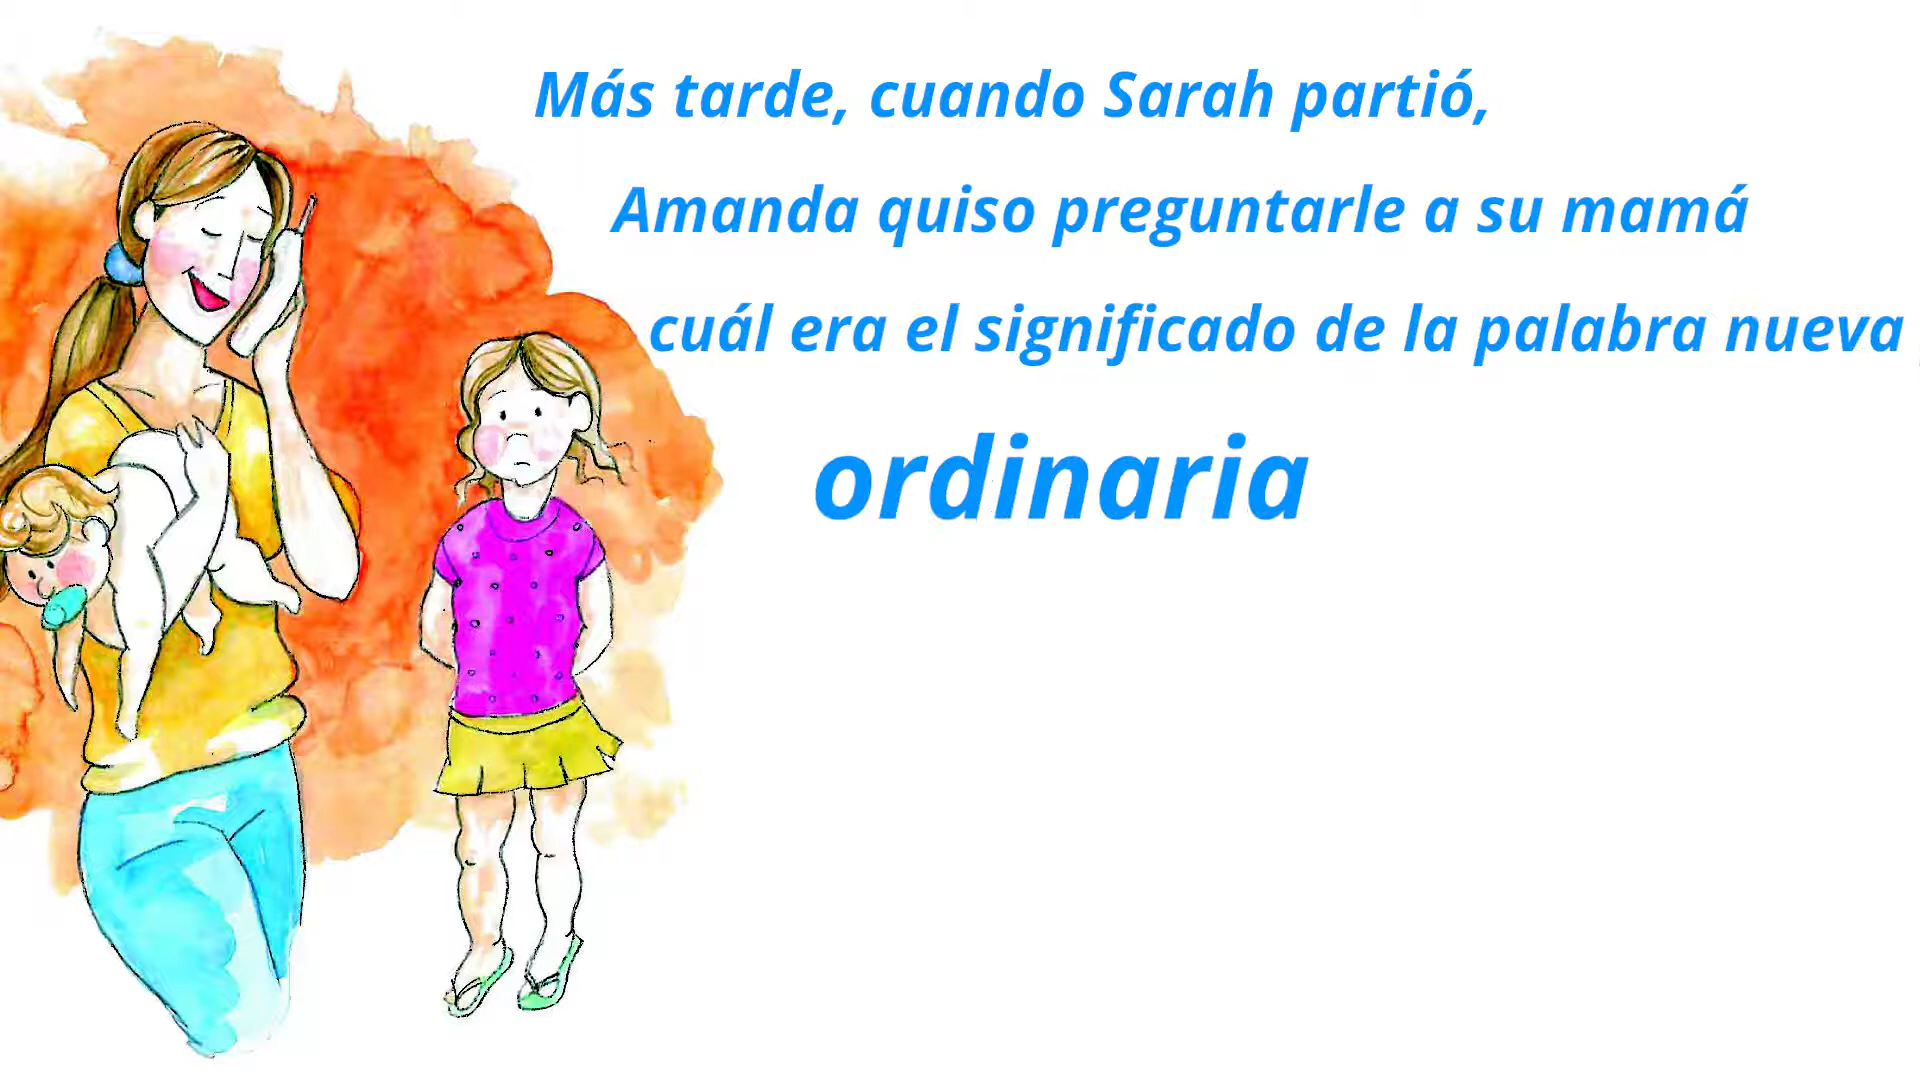 Más tarde, cuando Sarah partió,
Amanda quiso preguntarle a su mamá
cuál era el significado de la palabra nueva
ordinaria